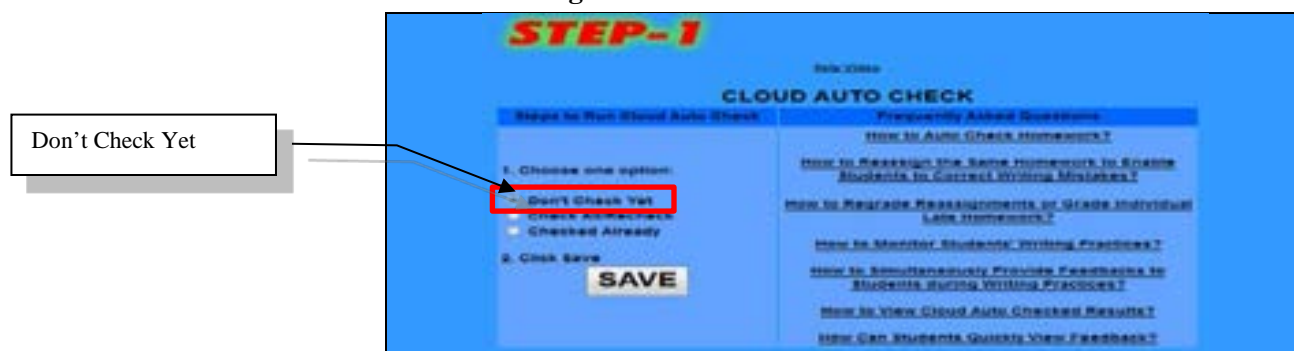 STEP-1
Help Video
CLOUD AUTO CHECK
Steps to Run Cloud Auto Check
Frequently Asked Questions
Don't Check Yet
1. Choose one option:
Don't Check Yet
Check All/Recheck
Checked Already
2. Click Save
SAVE
How to Auto Check Homework?
How to Reassign the Same Homework to Enable
Students to Correct Writing Mistakes?
How to Regrade Reassignments or Grade Individual
Late Homework?
How to Monitor Students' Writing Practices?
How to Simultaneously Provide Feedbacks to
Students during Writing Practices?
How to View Cloud Auto Checked Results?
How Can Students Quickly View Feedback?